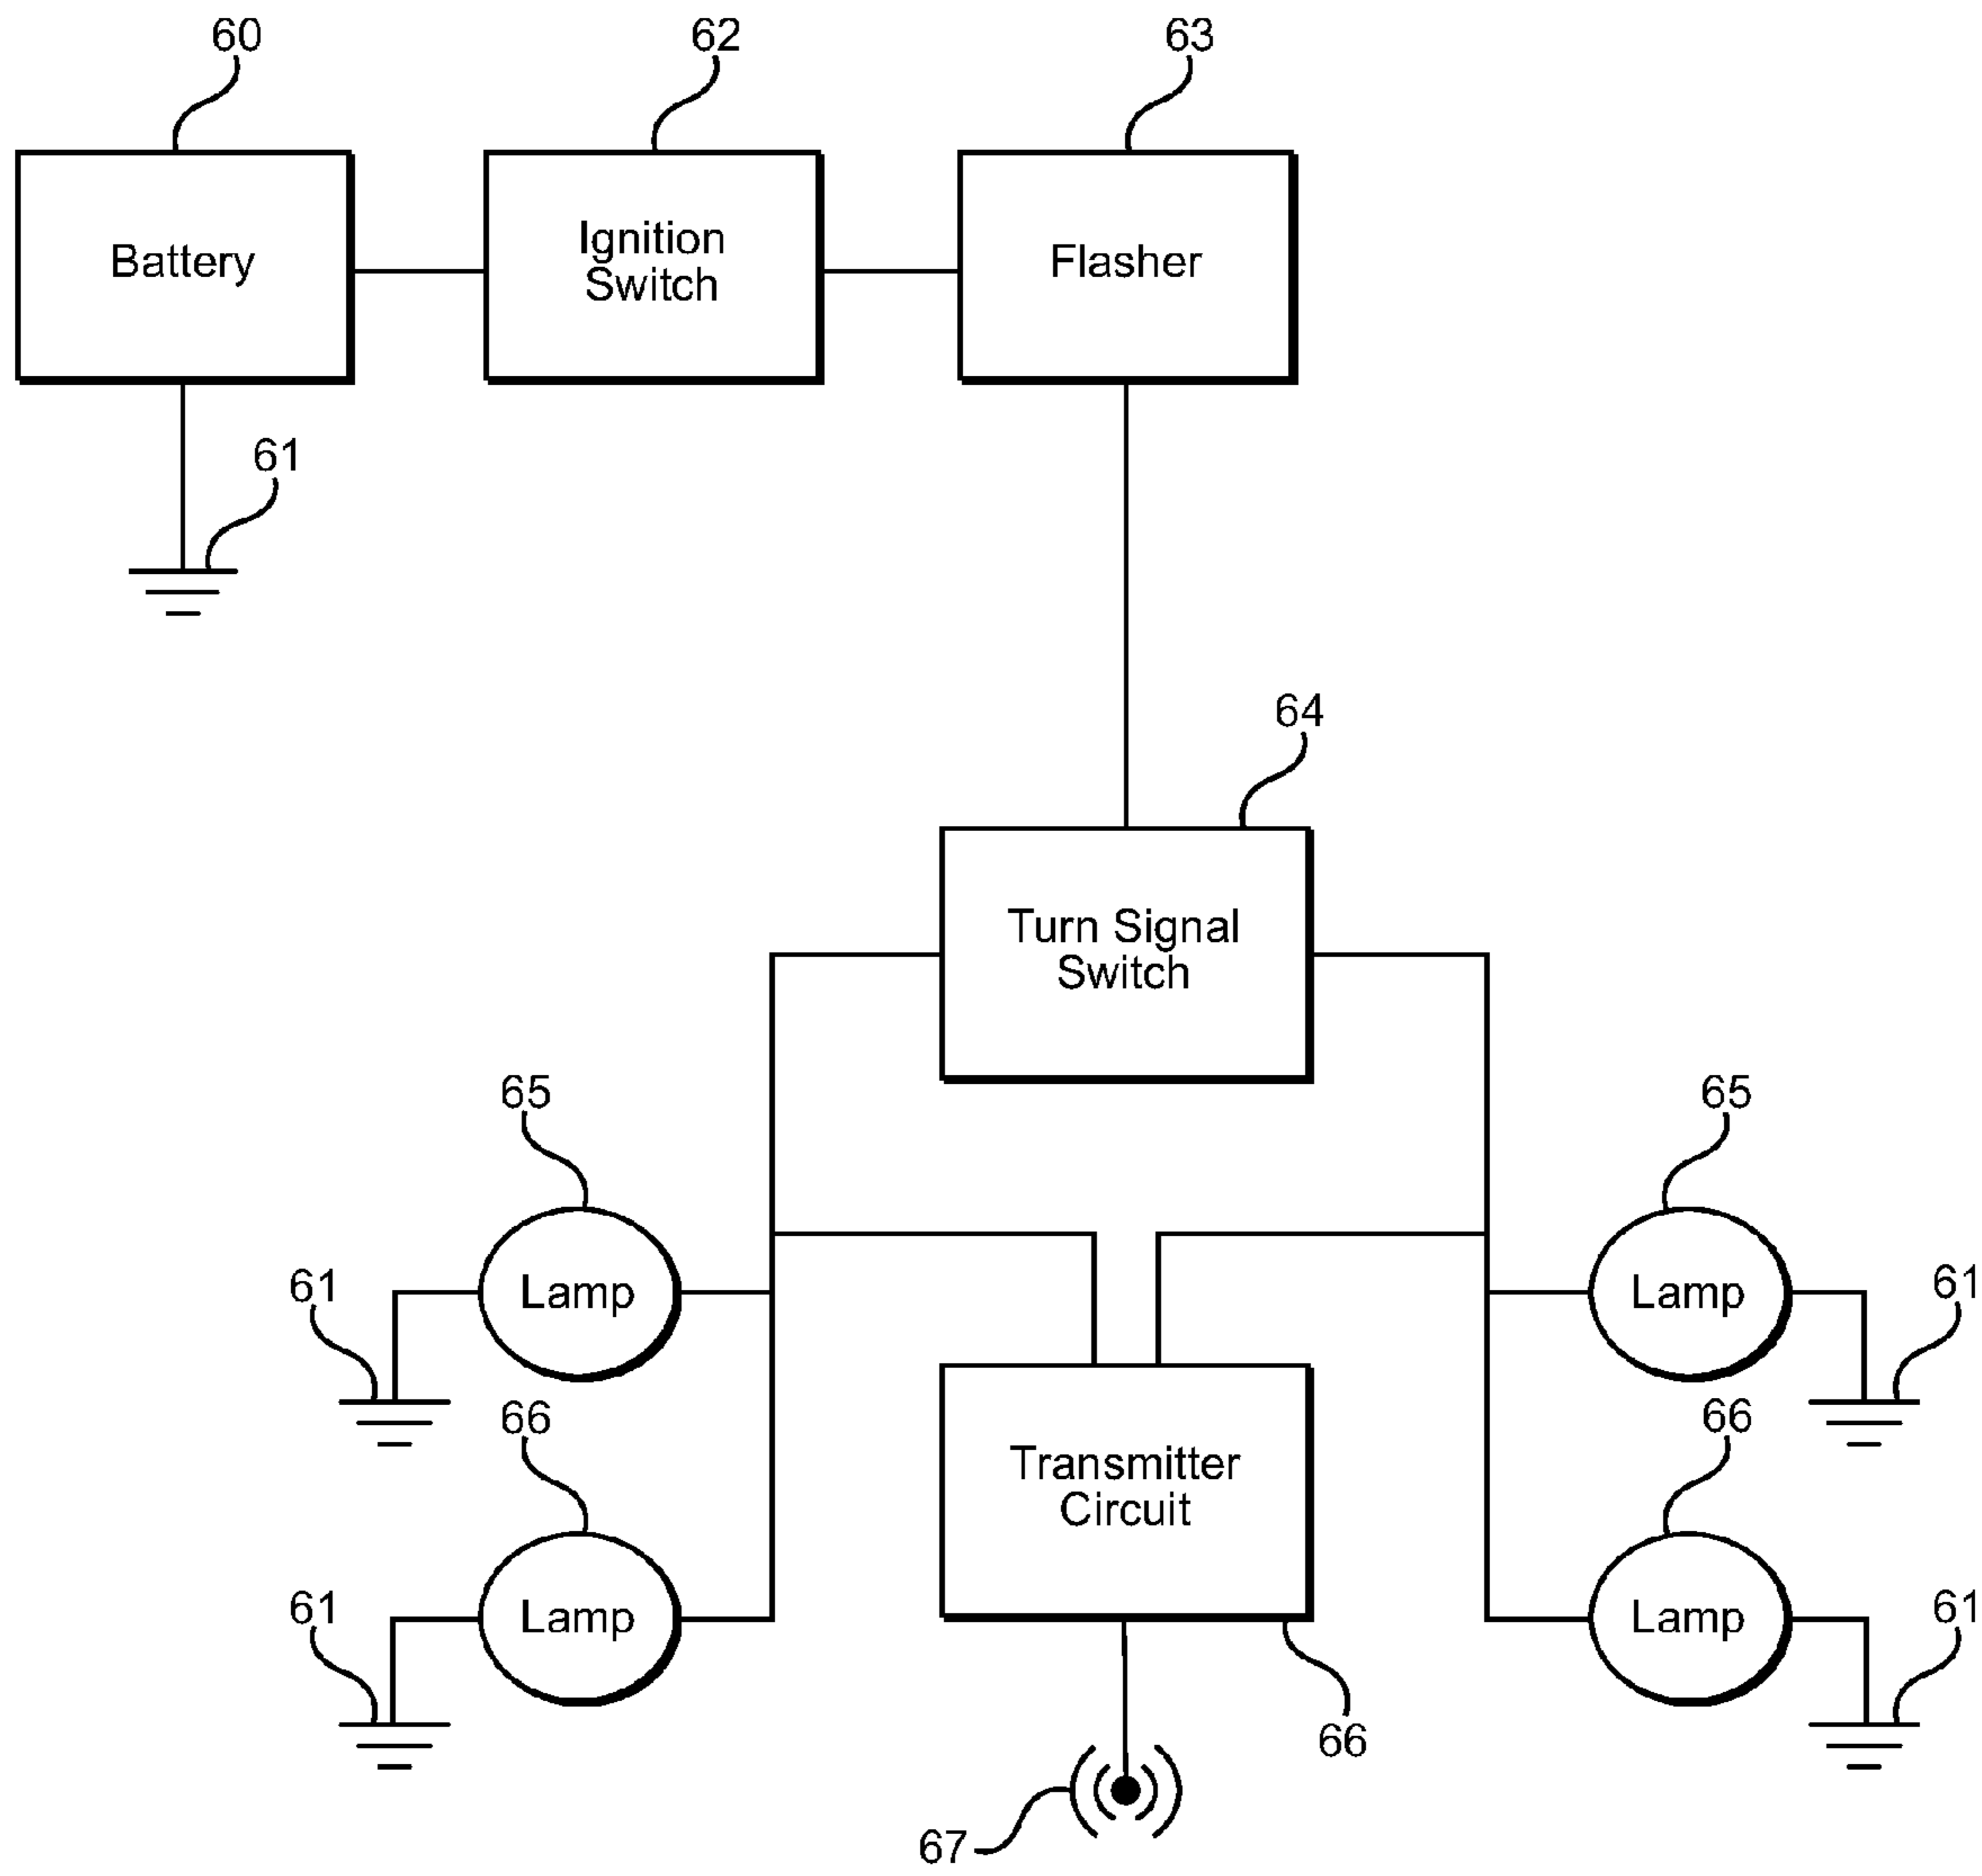 60
62
63
Battery
Ignition
Switch
Flasher
61
64
Turn Signal
Switch
65
65
Lamp
Lamp
61
61
66
66
Transmitter
Circuit
Lamp
Lamp
61
61
66
67